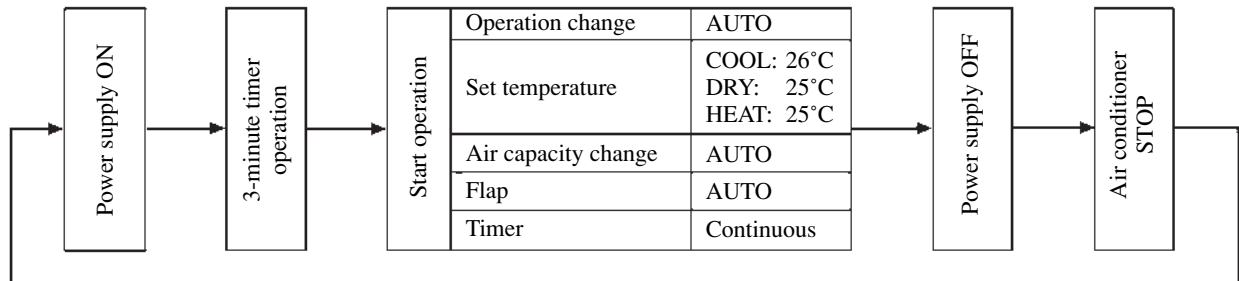 Power supply ON
3-minute timer
operation
Start operation
Operation change AUTO
Set temperature
COOL: 26˚C
DRY: 25˚C
HEAT: 25˚C
Air capacity change AUTO
Flap AUTO
Timer Continuous
Power supply OFF
Air conditioner
STOP